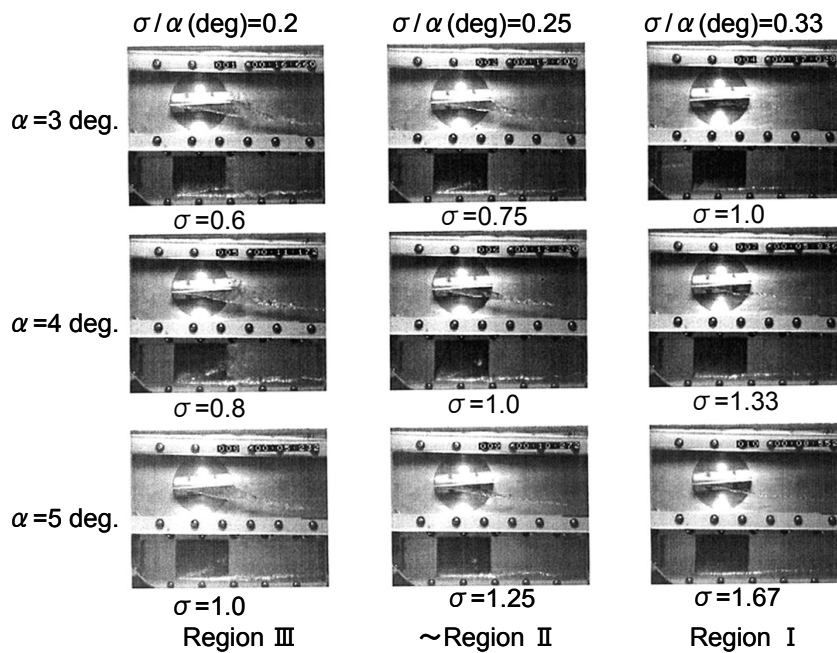 σ/α(deg)=0.2 σ/α(deg)=0.25 σ/α(deg)=0.33
α=3 deg.
σ=0.6 σ=0.75 σ=1.0
α=4 deg.
σ=0.8 σ=1.0 σ=1.33
α=5 deg.
σ=1.0 σ=1.25 σ=1.67
Region Ⅲ ~Region Ⅱ Region Ⅰ